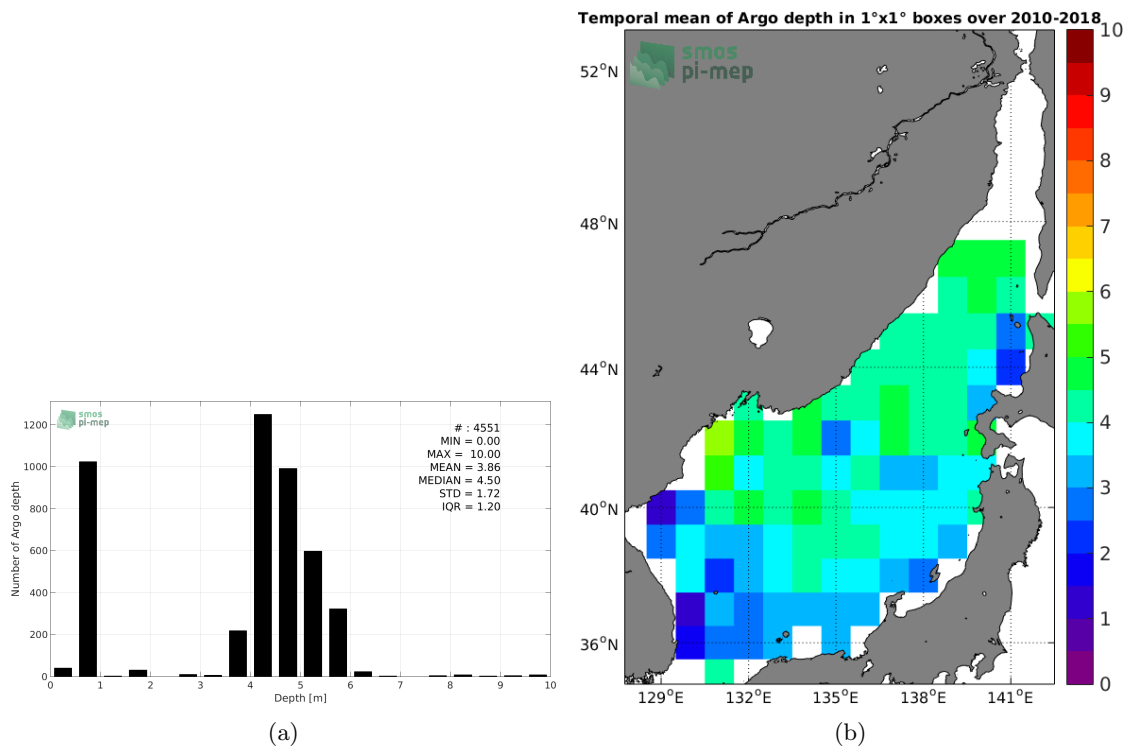 smos
pi-mep
# : 4551
MIN = 0.00
MAX = 10.00
MEAN = 3.86
MEDIAN = 4.50
STD = 1.72
IQR = 1.20
Number of Argo depth
1200
1000
800
600
400
200
0
0 1 2 3 4 5 6 7 8 9 10
Depth [m]
(a)
Temporal mean of Argo depth in 1°x1° boxes over 2010-2018
smos
pi-mep
52°N
48°N
44°N
40°N
36°N
129°E 132°E 135°E 138°E 141°E
10
9
8
7
6
5
4
3
2
1
0
(b)